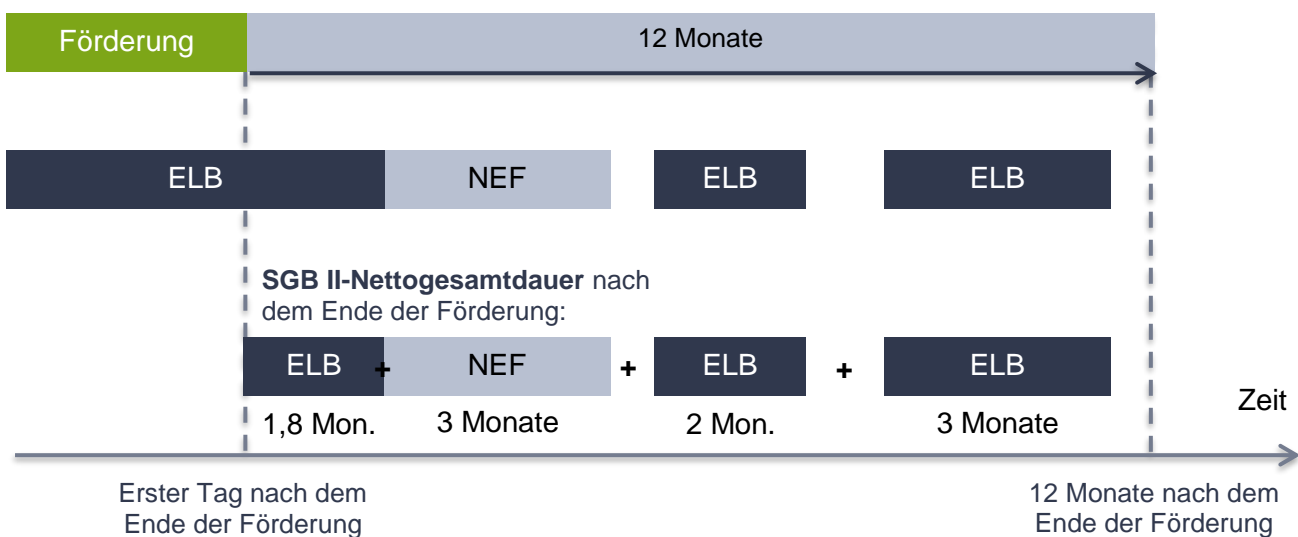 Förderung
12 Monate
ELB
NEF
ELB
ELB
SGB II-Nettogesamtdauer nach
dem Ende der Förderung:
ELB + NEF + ELB + ELB
1,8 Mon.
3 Monate
2 Mon.
3 Monate
Zeit
Erster Tag nach dem
Ende der Förderung
12 Monate nach dem
Ende der Förderung